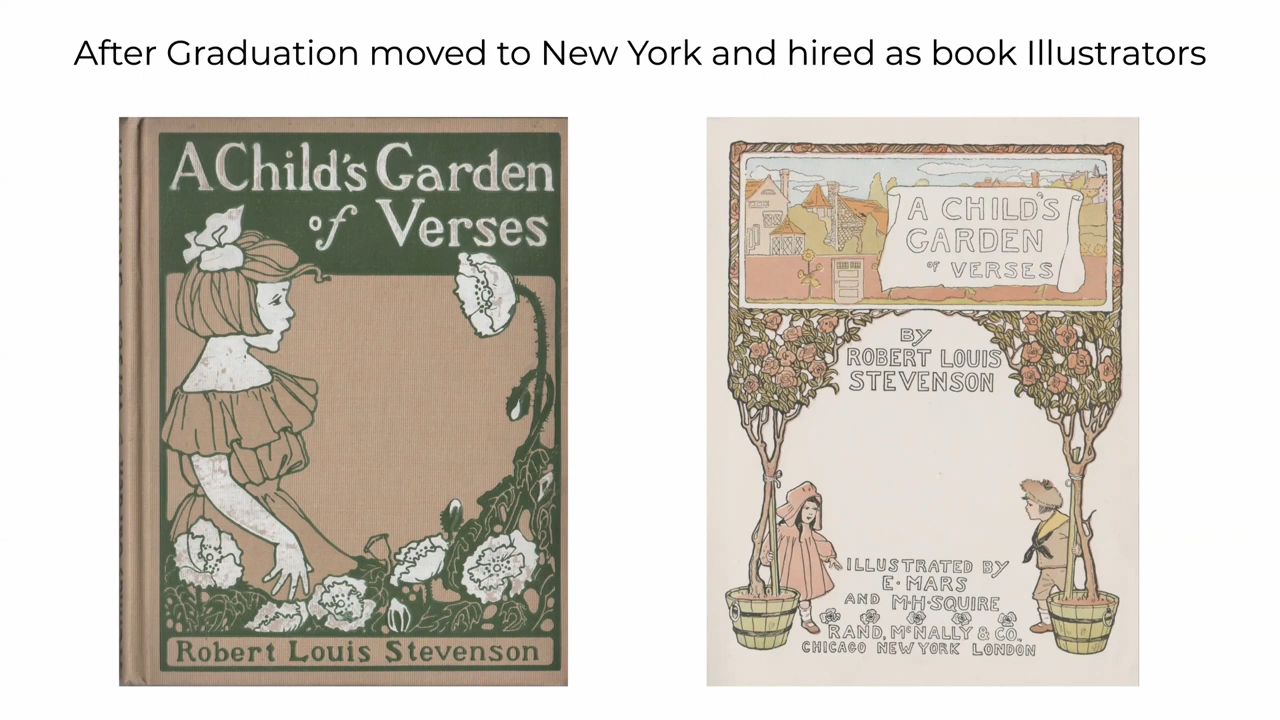 After Graduation moved to New York and hired as book Illustrators
A Child's Garden
of Verses
Robert Louis Stevenson
A CHILD'S
GARDEN
OF VERSES
BY
ROBERT LOUIS
STEVENSON
ILLUSTRATED BY
E·MARS
AND M·H·SQUIRE
RAND, McNALLY & CO.
CHICAGO NEW YORK LONDON